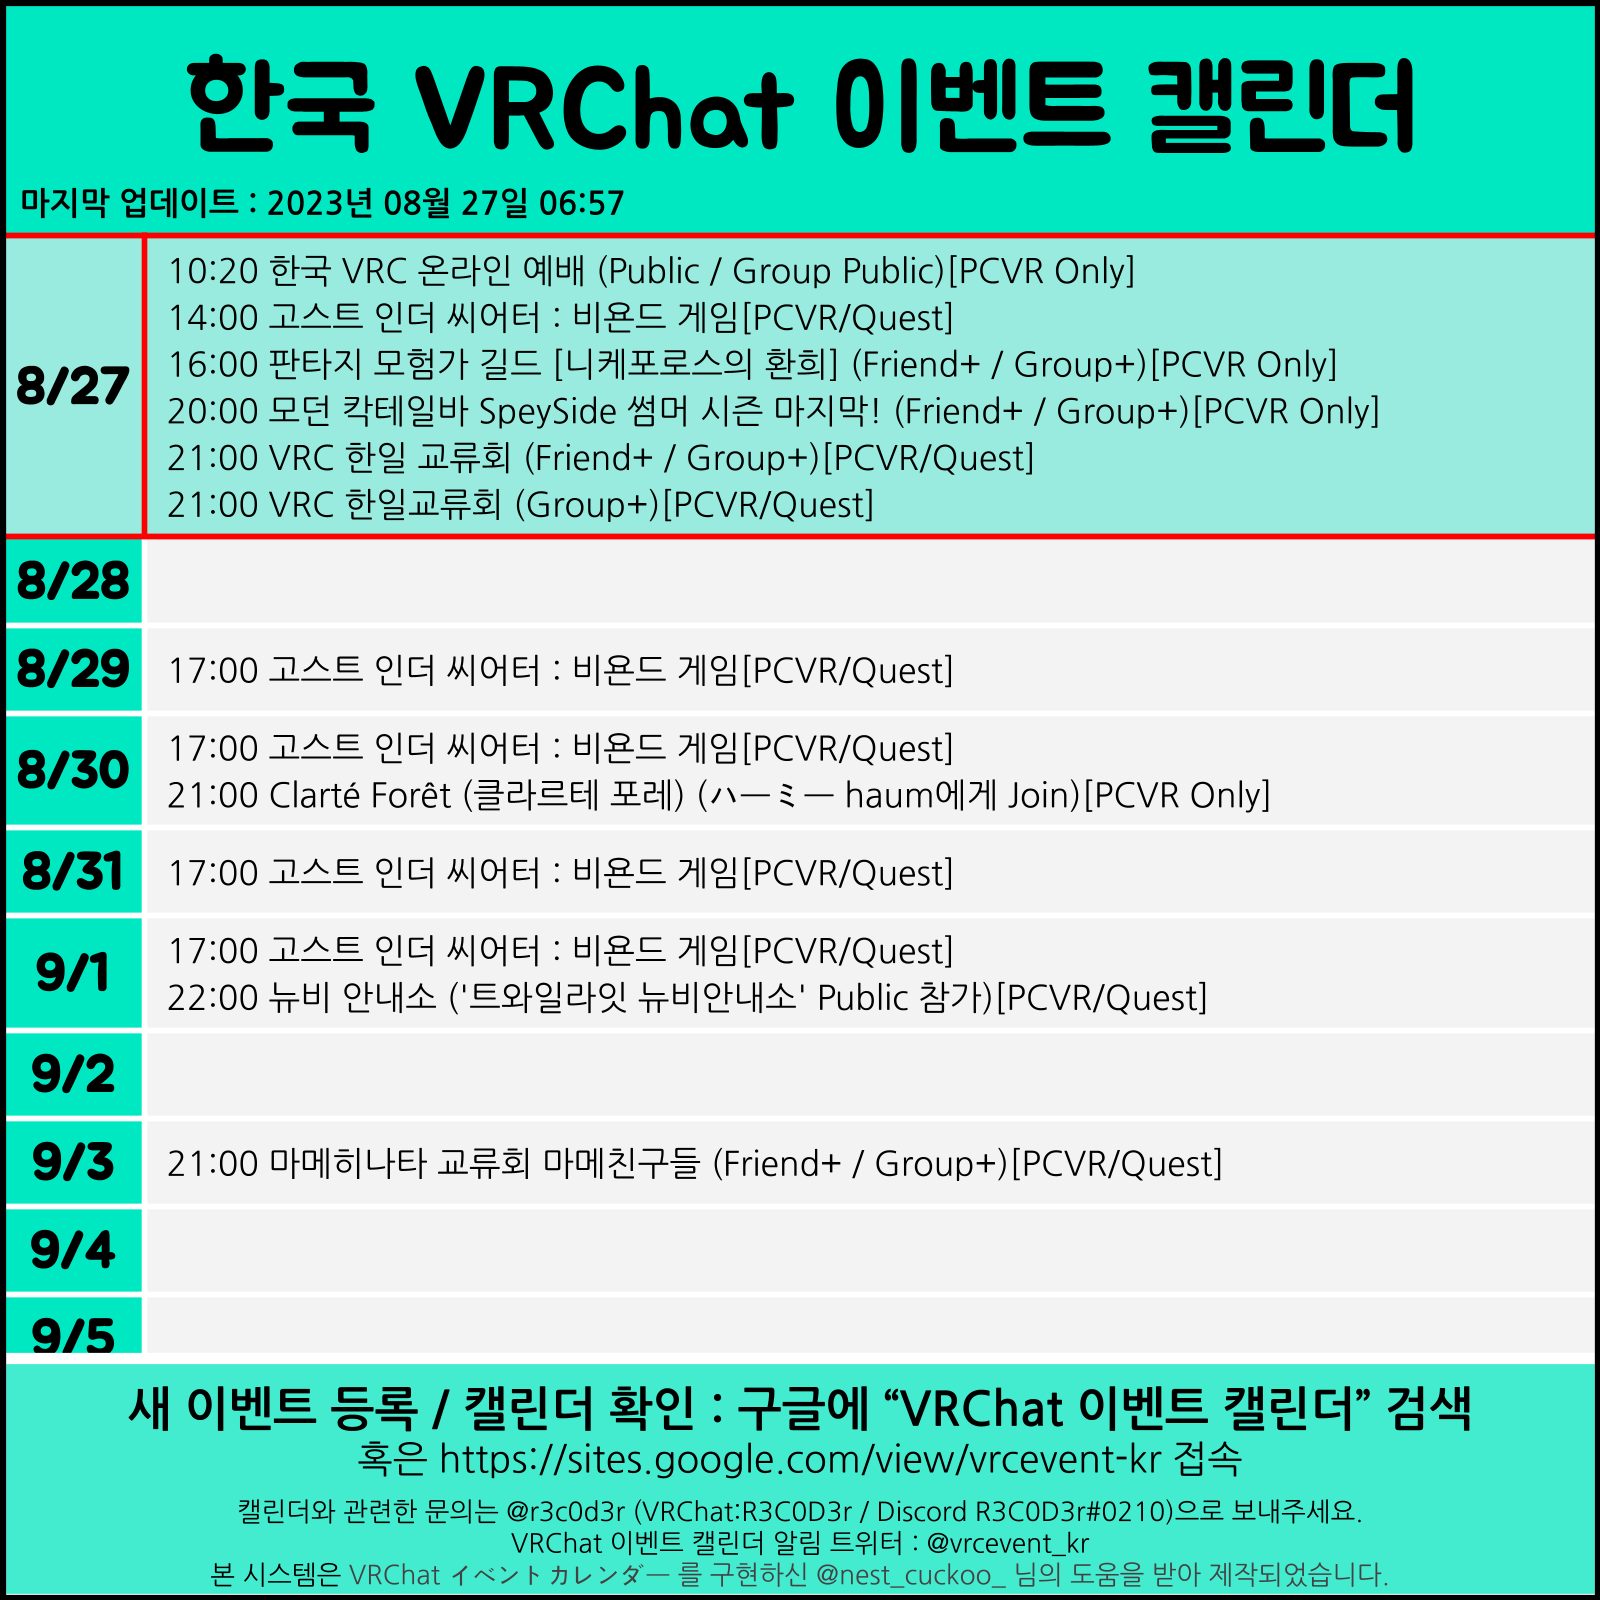 한국 VRChat 이벤트 캘린더
마지막 업데이트 : 2023년 08월 27일 06:57
8/27
10:20 한국 VRC 온라인 예배 (Public / Group Public)[PCVR Only]
14:00 고스트 인더 씨어터 : 비욘드 게임[PCVR/Quest]
16:00 판타지 모험가 길드 [니케포로스의 환희] (Friend+ / Group+)[PCVR Only]
20:00 모던 칵테일바 SpeySide 썸머 시즌 마지막! (Friend+ / Group+)[PCVR Only]
21:00 VRC 한일 교류회 (Friend+ / Group+)[PCVR/Quest]
21:00 VRC 한일교류회 (Group+)[PCVR/Quest]
8/28
8/29
17:00 고스트 인더 씨어터 : 비욘드 게임[PCVR/Quest]
8/30
17:00 고스트 인더 씨어터 : 비욘드 게임[PCVR/Quest]
21:00 Clarté Forêt (클라르테 포레) (ハーミー haum에게 Join)[PCVR Only]
8/31
17:00 고스트 인더 씨어터 : 비욘드 게임[PCVR/Quest]
9/1
17:00 고스트 인더 씨어터 : 비욘드 게임[PCVR/Quest]
22:00 뉴비 안내소 ('트와일라잇 뉴비안내소' Public 참가)[PCVR/Quest]
9/2
9/3
21:00 마메히나타 교류회 마메친구들 (Friend+ / Group+)[PCVR/Quest]
9/4
9/5
새 이벤트 등록 / 캘린더 확인 : 구글에 “VRChat 이벤트 캘린더” 검색
혹은 https://sites.google.com/view/vrcevent-kr 접속
캘린더와 관련한 문의는 @r3c0d3r (VRChat:R3C0D3r / Discord R3C0D3r#0210)으로 보내주세요.
VRChat 이벤트 캘린더 알림 트위터 : @vrcevent_kr
본 시스템은 VRChat イベントカレンダー 를 구현하신 @nest_cuckoo_ 님의 도움을 받아 제작되었습니다.